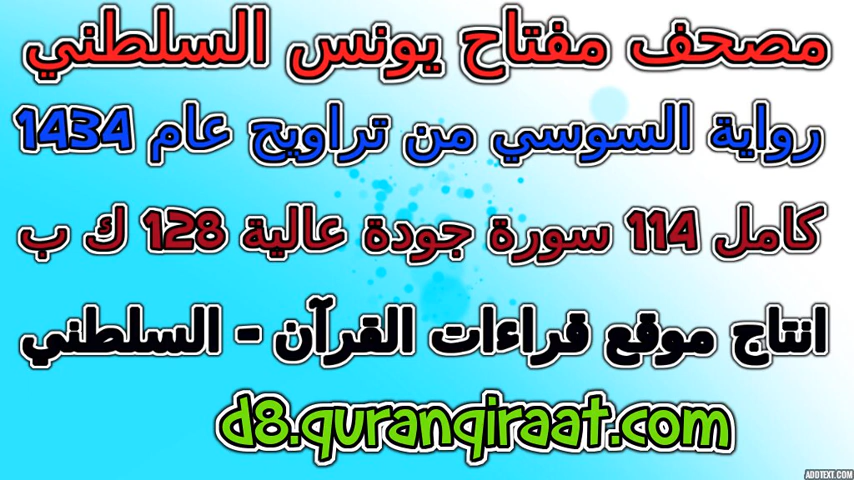 مصحف مفتاح يونس السلطني
رواية السوسي من تراويح عام 1434
كامل 114 سورة جودة عالية 128 ك ب
انتاج موقع قراءات القرآن - السلطني
d8.quranqiraat.com
ADDTEXT.COM